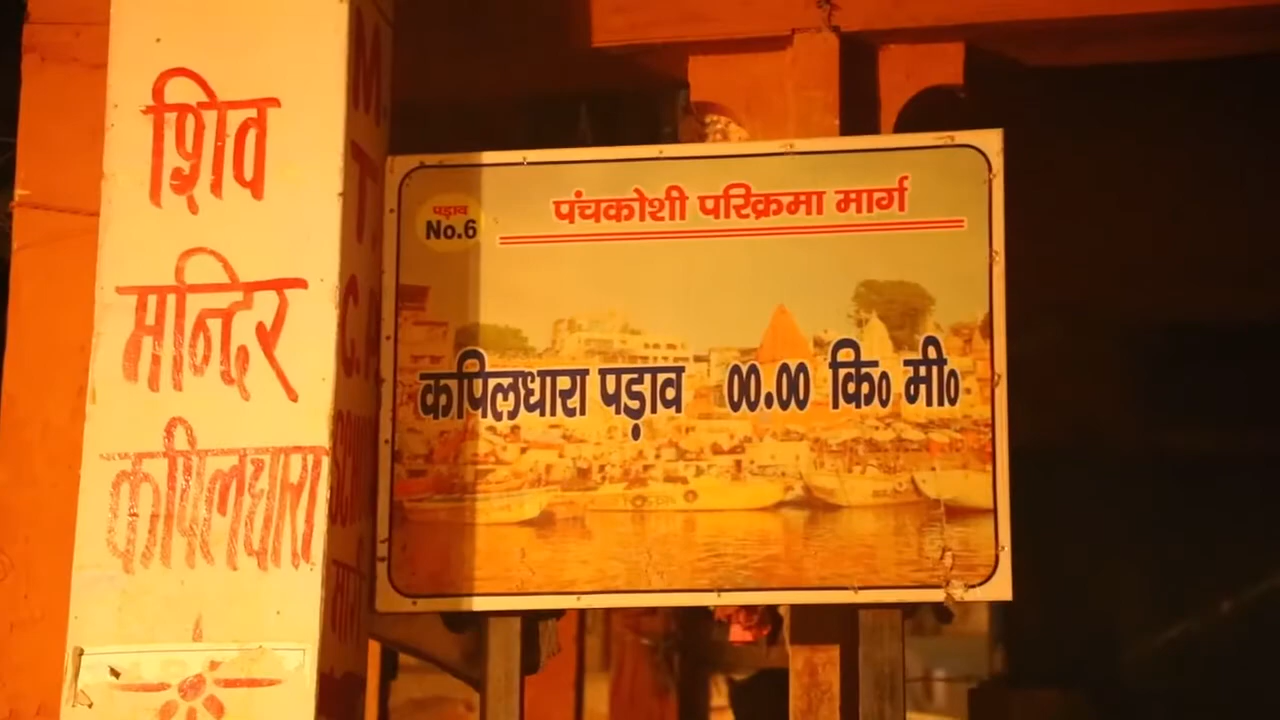 शिव
मन्दिर
कपिलधारा
पड़ाव
No.6
पंचकोशी परिक्रमा मार्ग
कपिलधारा पड़ाव 00.00 कि० मी०